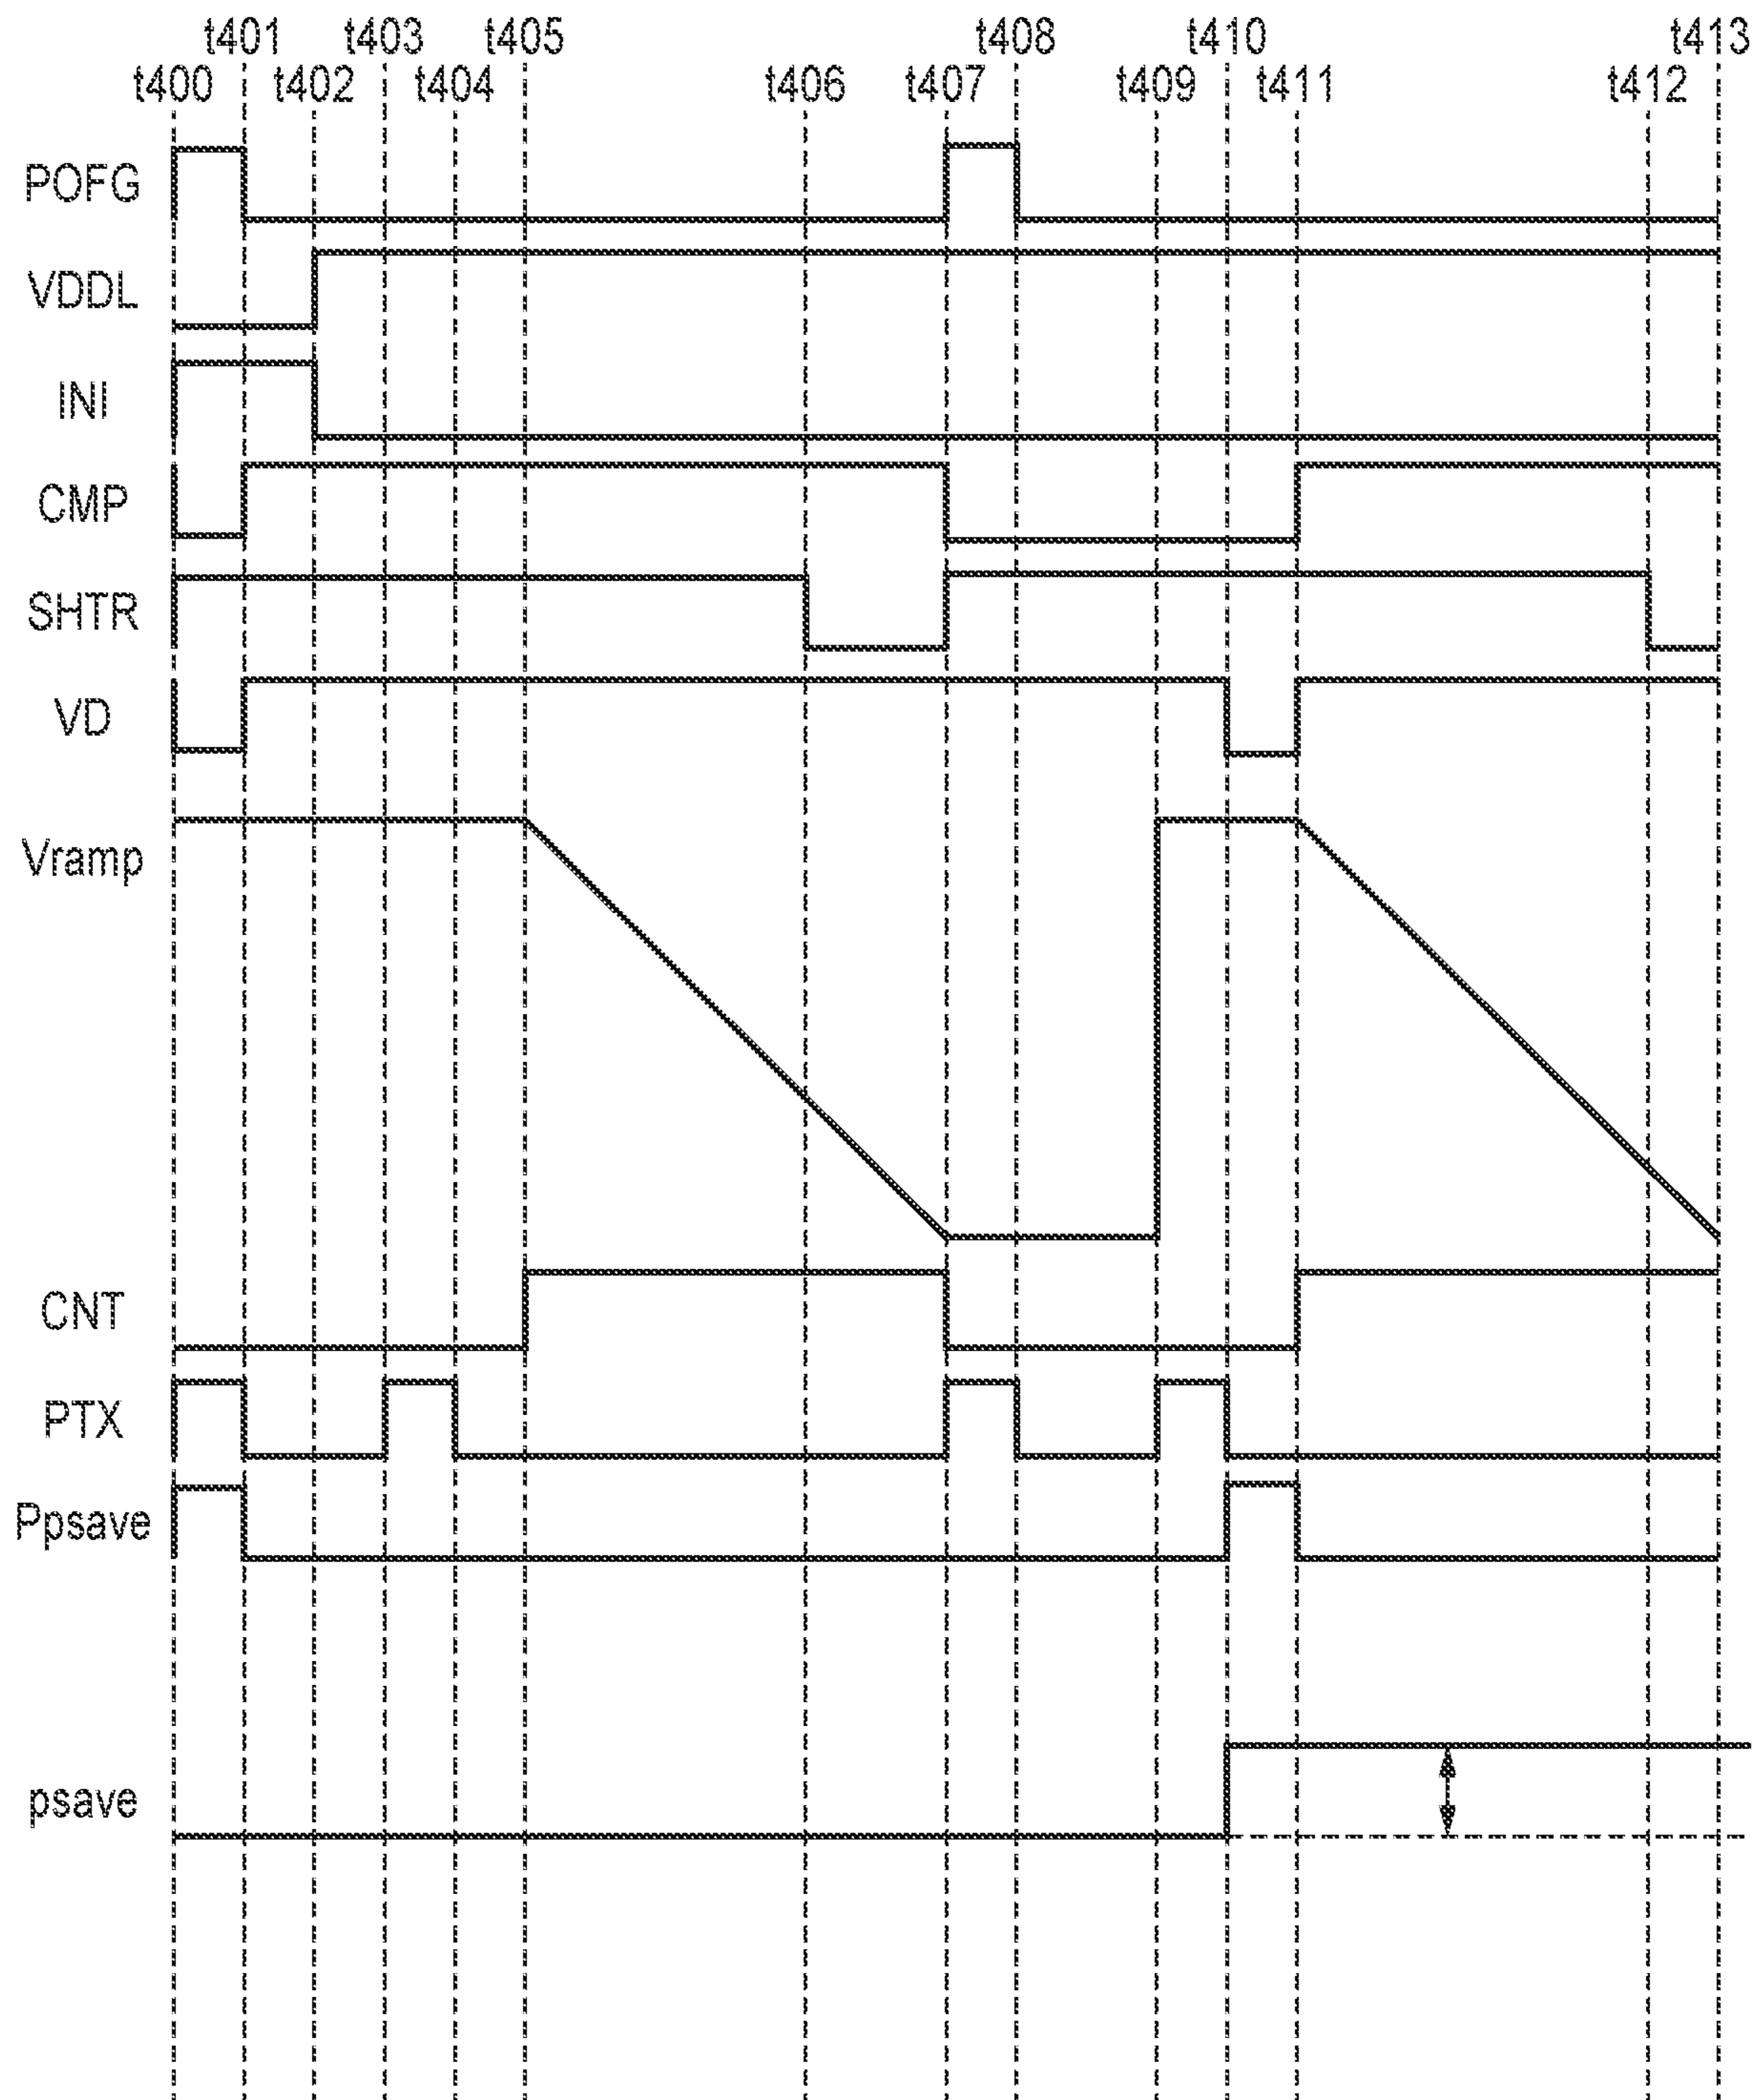 t401 t403 t405 t408 t410 t413
t400 t402 t404 t406 t407 t409 t411 t412
POFG
VDDL
INI
CMP
SHTR
VD
Vramp
CNT
PTX
Ppsave
psave